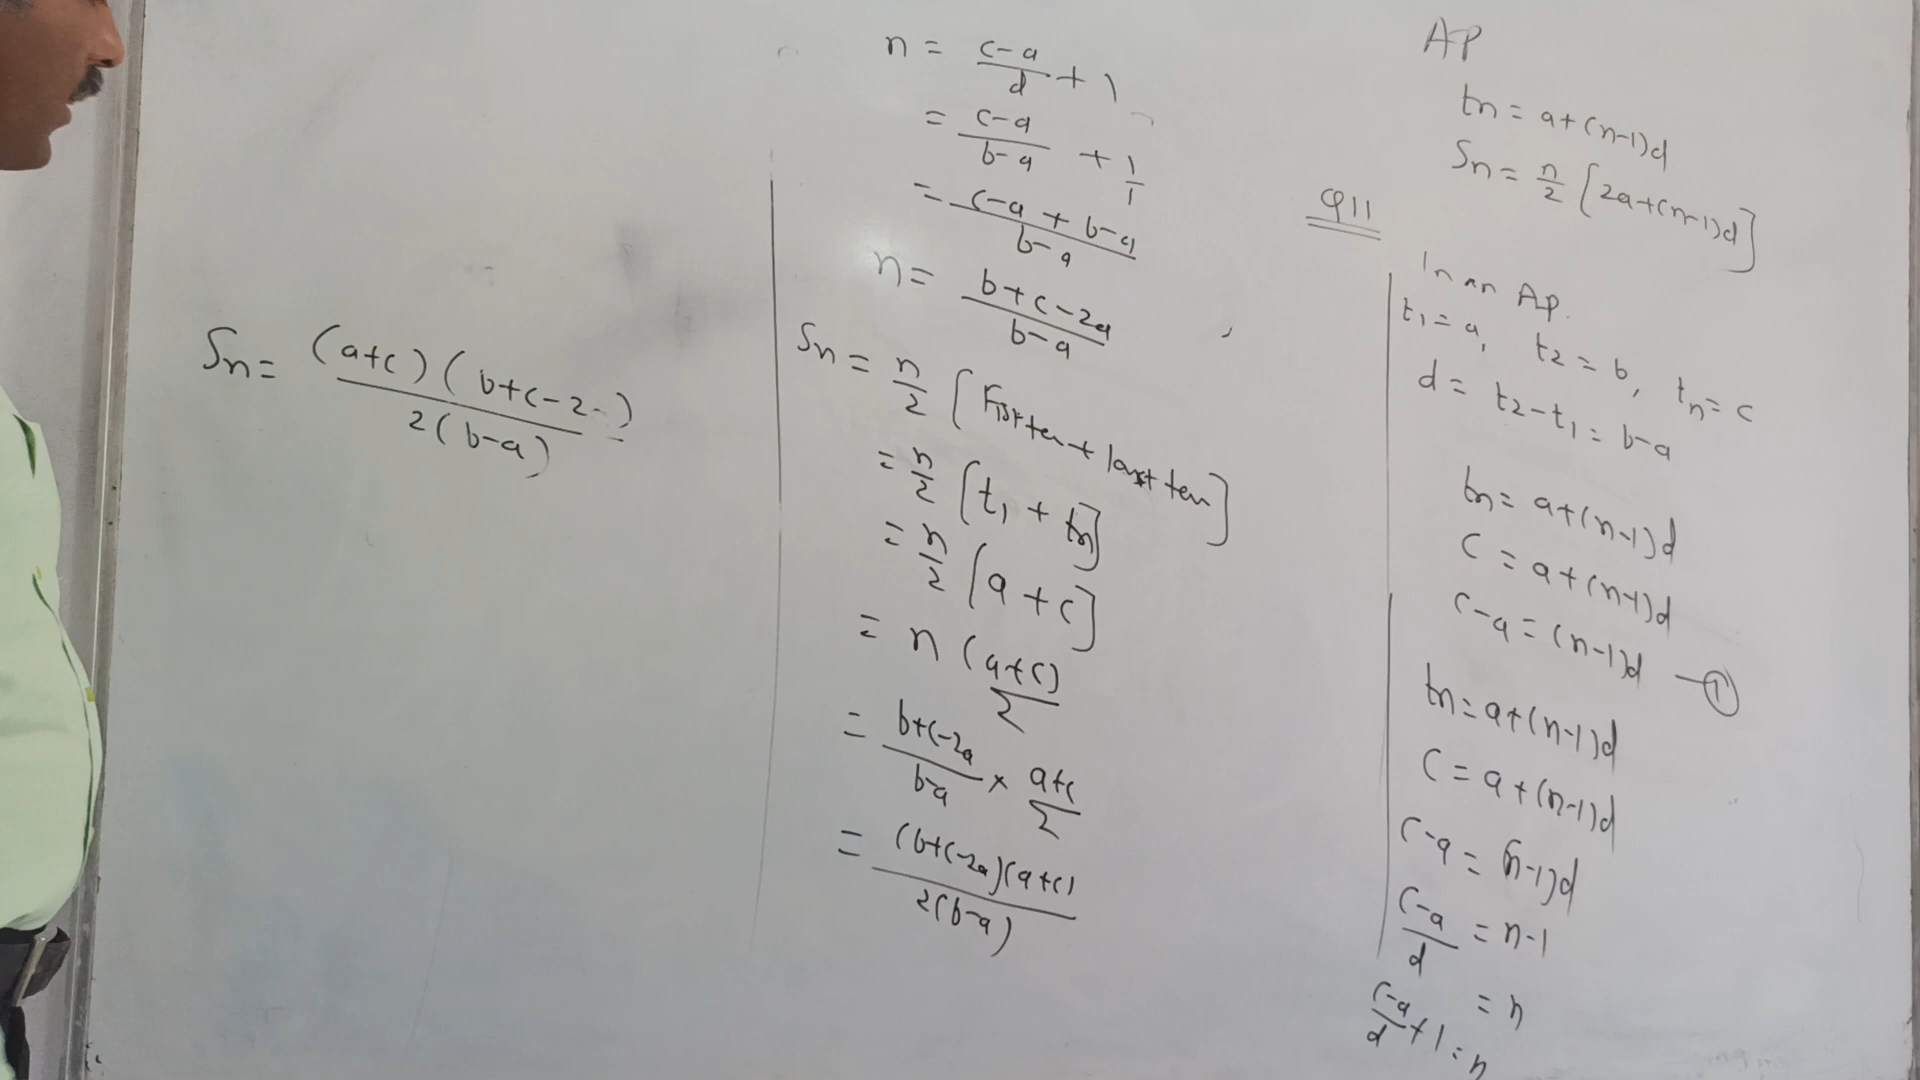 AP
tn = a+(n-1)d
Sn = n/2 [2a+(n-1)d]
Q11
In an AP.
t1 = a, t2 = b, tn = c
d = t2-t1 = b-a
tn = a+(n-1)d
c = a+(n-1)d
c-a = (n-1)d —①
tn = a+(n-1)d
c = a+(n-1)d
c-a = (n-1)d
c-a/d = n-1
= n
c-a/d + 1 = n
n = c-a/d + 1
= c-a/b-a + 1/1
= c-a + b-a/b-a
n = b+c-2a/b-a
Sn = n/2 [First ter + last ter]
= n/2 [t1 + tn]
= n/2 [a+c]
= n (a+c)/2
= b+c-2a/b-a × a+c/2
= (b+c-2a)(a+c)/2(b-a)
Sn = (a+c)(b+c-2 )/2(b-a)